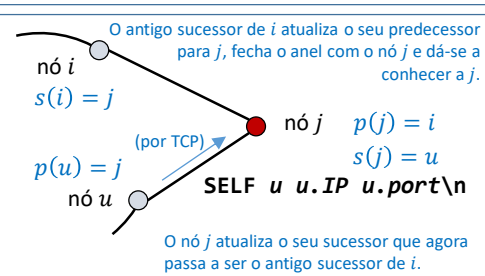 O antigo sucessor de i atualiza o seu predecessor
para j, fecha o anel com o nó j e dá-se a
conhecer a j.
nó i
s(i) = j
nó j p(j) = i
(por TCP)
s(j) = u
p(u) = j
SELF u u.IP u.port\n
nó u
O nó j atualiza o seu sucessor que agora
passa a ser o antigo sucessor de i.